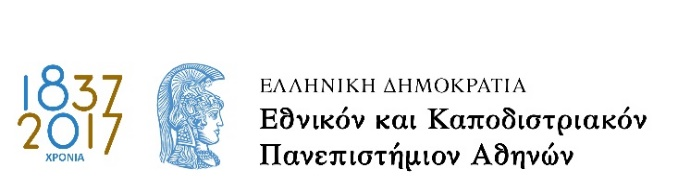 1837
2017
ΧΡΟΝΙΑ
ΕΛΛΗΝΙΚΗ ΔΗΜΟΚΡΑΤΙΑ
Εθνικόν και Καποδιστριακόν
Πανεπιστήμιον Αθηνών